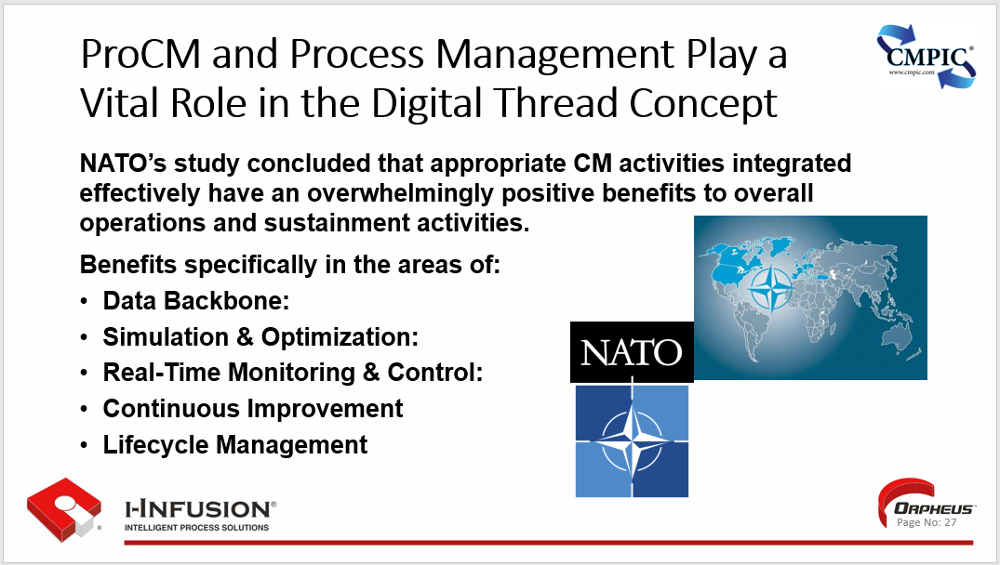 ProCM and Process Management Play a
Vital Role in the Digital Thread Concept
CMPIC®
www.cmpic.com
NATO's study concluded that appropriate CM activities integrated
effectively have an overwhelmingly positive benefits to overall
operations and sustainment activities.
Benefits specifically in the areas of:
• Data Backbone:
• Simulation & Optimization:
• Real-Time Monitoring & Control:
• Continuous Improvement
• Lifecycle Management
NATO
I-INFUSION®
INTELLIGENT PROCESS SOLUTIONS
ORPHEUS™
Page No: 27